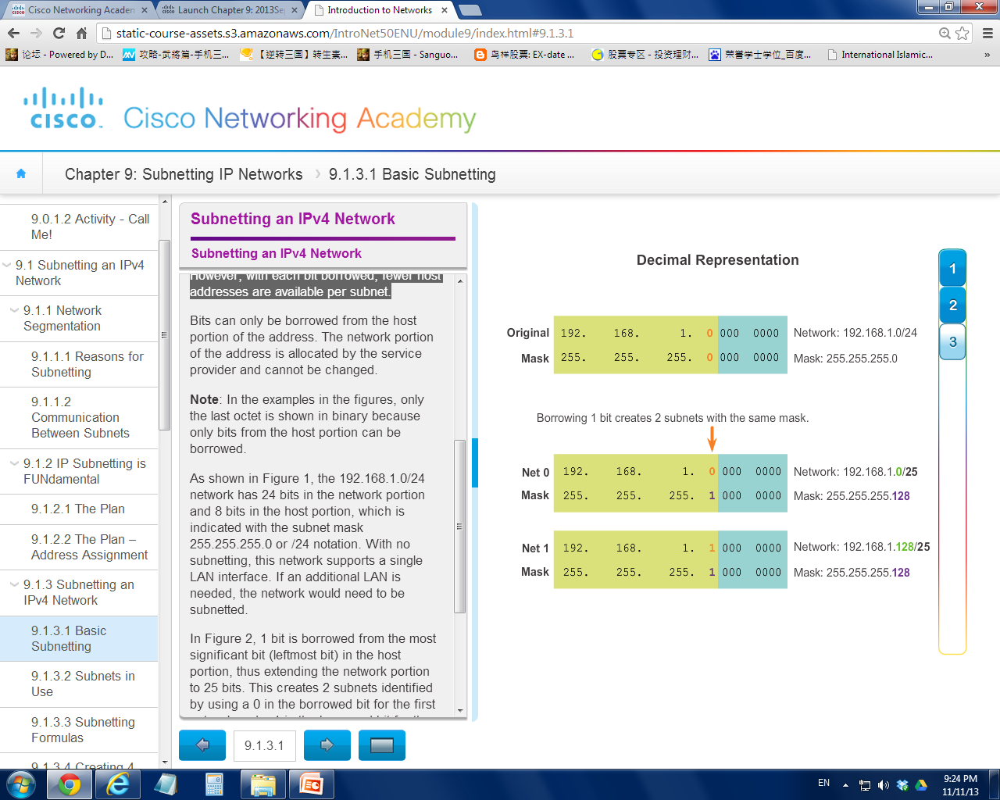 Cisco Networking Academ
Launch Chapter 9: 2013Se
Introduction to Networks
static-course-assets.s3.amazonaws.com/IntroNet50ENU/module9/index.html#9.1.3.1
论坛 - Powered by D...
攻略-武将篇-手机三...
【逆转三国】转生素...
手机三国 - Sanguo...
鸟样股票: EX-date ...
股票专区 - 投资理财...
荣誉学士学位_百度...
International Islamic...
»
CISCO
Cisco Networking Academy
Chapter 9: Subnetting IP Networks
9.1.3.1 Basic Subnetting
9.0.1.2 Activity - Call
Me!
9.1 Subnetting an IPv4
Network
9.1.1 Network
Segmentation
9.1.1.1 Reasons for
Subnetting
9.1.1.2
Communication
Between Subnets
9.1.2 IP Subnetting is
FUNdamental
9.1.2.1 The Plan
9.1.2.2 The Plan –
Address Assignment
9.1.3 Subnetting an
IPv4 Network
9.1.3.1 Basic
Subnetting
9.1.3.2 Subnets in
Use
9.1.3.3 Subnetting
Formulas
9.1.3.4 Creating 4
Subnetting an IPv4 Network
Subnetting an IPv4 Network
However, with each bit borrowed, fewer host
addresses are available per subnet.
Bits can only be borrowed from the host
portion of the address. The network portion
of the address is allocated by the service
provider and cannot be changed.
Note: In the examples in the figures, only
the last octet is shown in binary because
only bits from the host portion can be
borrowed.
As shown in Figure 1, the 192.168.1.0/24
network has 24 bits in the network portion
and 8 bits in the host portion, which is
indicated with the subnet mask
255.255.255.0 or /24 notation. With no
subnetting, this network supports a single
LAN interface. If an additional LAN is
needed, the network would need to be
subnetted.
In Figure 2, 1 bit is borrowed from the most
significant bit (leftmost bit) in the host
portion, thus extending the network portion
to 25 bits. This creates 2 subnets identified
by using a 0 in the borrowed bit for the first
9.1.3.1
Decimal Representation
Original 192. 168. 1. 0 000 0000 Network: 192.168.1.0/24
Mask 255. 255. 255. 0 000 0000 Mask: 255.255.255.0
Borrowing 1 bit creates 2 subnets with the same mask.
Net 0 192. 168. 1. 0 000 0000 Network: 192.168.1.0/25
Mask 255. 255. 255. 1 000 0000 Mask: 255.255.255.128
Net 1 192. 168. 1. 1 000 0000 Network: 192.168.1.128/25
Mask 255. 255. 255. 1 000 0000 Mask: 255.255.255.128
1
2
3
EN
9:24 PM
11/11/13